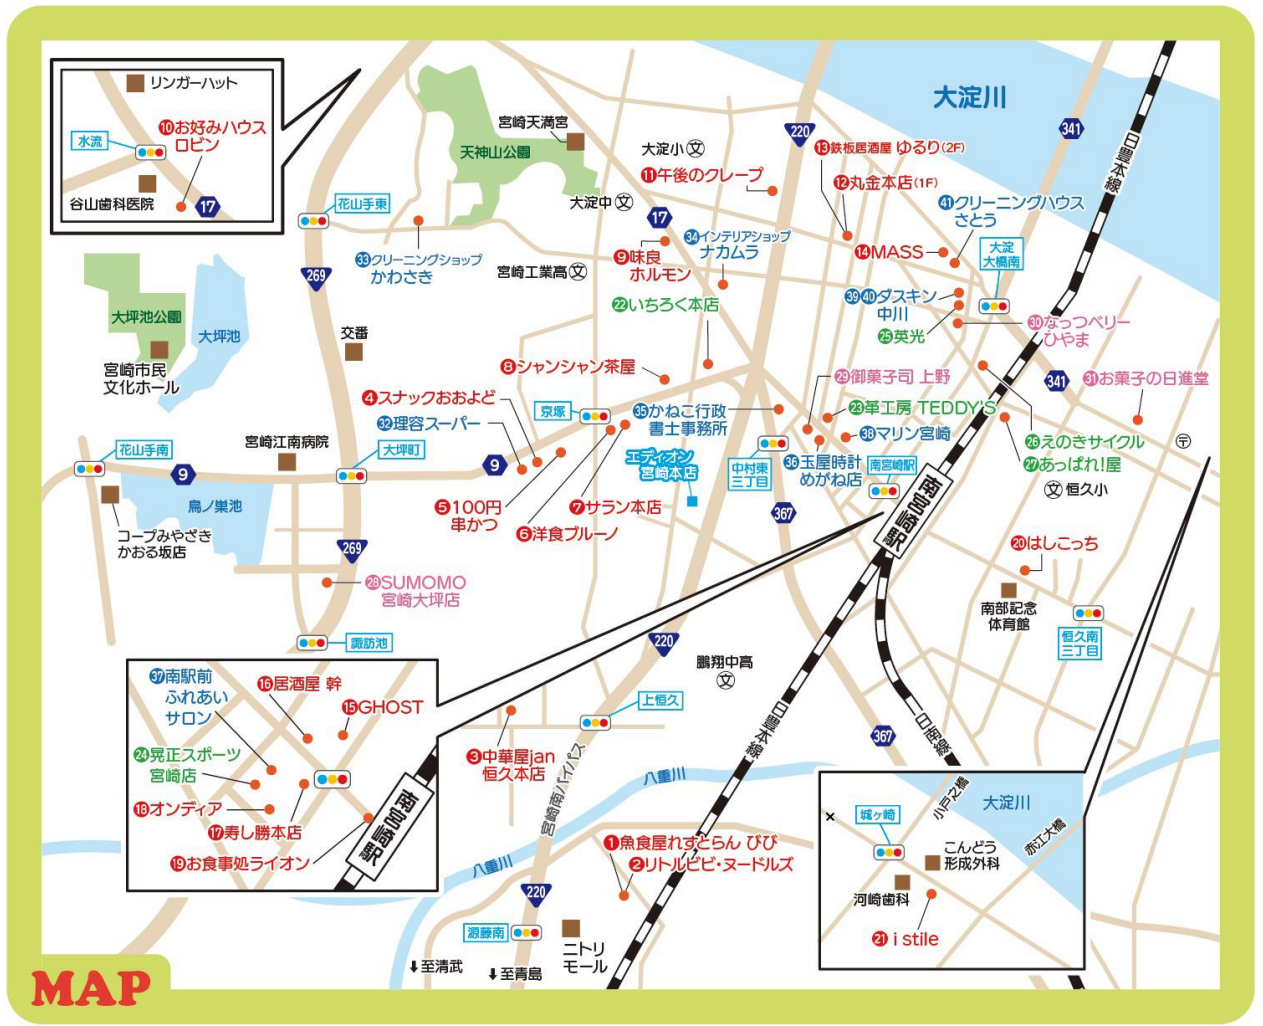 リンガーハット
水流
⑩お好みハウス
ロビン
谷山歯科医院
17
宮崎天満宮
天神山公園
大淀小 文
⑪午後のクレープ
大淀中 文
17
220
大淀川
341
日豊本線
⑬鉄板居酒屋 ゆるり(2F)
⑫丸金本店(1F)
㊶クリーニングハウス
さとう
⑭MASS
大淀
大橋南
花山手東
269
㉝クリーニングショップ
かわさき
宮崎工業高 文
⑨味良
ホルモン
㉞インテリアショップ
ナカムラ
㉒いちろく本店
㊴㊵ダスキン
中川
㉕英光
㉚なっつベリー
ひやま
大坪池公園
大坪池
宮崎市民
文化ホール
交番
⑧シャンシャン茶屋
④スナックおおよど
㉜理容スーパー
京塚
㉟かねこ行政
書士事務所
㉙御菓子司 上野
㉓革工房 TEDDY'S
㊳マリン宮崎
341
㉛お菓子の日進堂
㉖えのきサイクル
㉗あっぱれ!屋
〒
文 恒久小
花山手南
9
宮崎江南病院
大坪町
9
エディオン
宮崎本店
中村東
三丁目
㊱玉屋時計
めがね店
南宮崎駅
南宮崎駅
367
鳥ノ巣池
コープみやざき
かおる坂店
⑤100円
串かつ
⑥洋食ブルーノ
⑦サラン本店
269
㉘SUMOMO
宮崎大坪店
⑳はしこっち
南部記念
体育館
恒久南
三丁目
諏訪池
220
鵬翔中高
文
㊲南駅前
ふれあい
サロン
⑯居酒屋 幹
⑮GHOST
㉔晃正スポーツ
宮崎店
⑱オンディア
⑰寿し勝本店
⑲お食事処ライオン
南宮崎駅
上恒久
③中華屋jan
恒久本店
宮崎南バイパス
日豊本線
367
日南線
八重川
八重川
①魚食屋れすとらん びび
②リトルビビ・ヌードルズ
220
源藤南
ニトリ
モール
⬇至清武
⬇至青島
小戸之橋
大淀川
赤江大橋
城ヶ崎
こんどう
形成外科
河崎歯科
㉑i stile
MAP